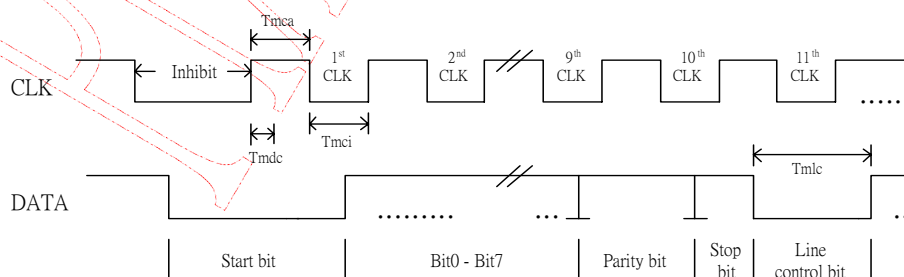 Tmca
1st CLK
2nd CLK
9th CLK
10th CLK
11th CLK
Inhibit
CLK
.....
Tmdc
Tmci
Tmlc
DATA
.........
...
Start bit
Bit0 - Bit7
Parity bit
Stop bit
Line control bit